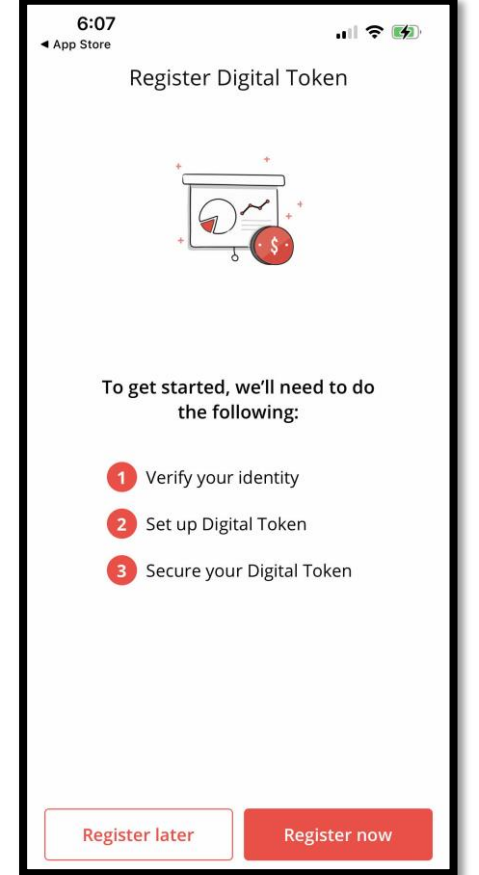 6:07
◄ App Store
Register Digital Token
$
To get started, we'll need to do
the following:
1 Verify your identity
2 Set up Digital Token
3 Secure your Digital Token
Register later
Register now